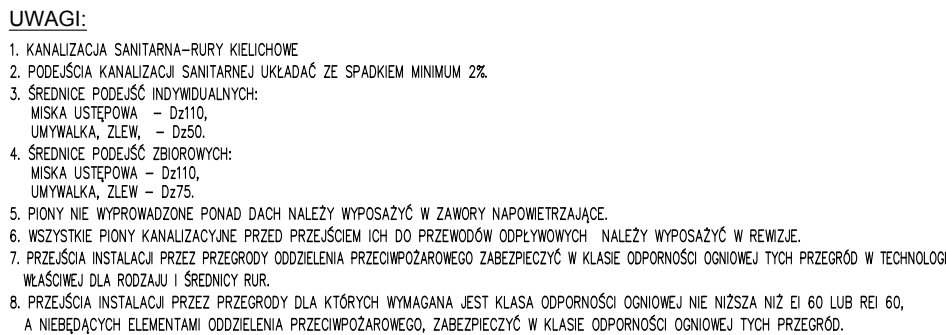 UWAGI:
1. KANALIZACJA SANITARNA-RURY KIELICHOWE
2. PODEJŚCIA KANALIZACJI SANITARNEJ UKŁADAĆ ZE SPADKIEM MINIMUM 2%.
3. ŚREDNICE PODEJŚĆ INDYWIDUALNYCH:
MISKA USTĘPOWA - Dz110,
UMYWALKA, ZLEW, - Dz50.
4. ŚREDNICE PODEJŚĆ ZBIOROWYCH:
MISKA USTĘPOWA - Dz110,
UMYWALKA, ZLEW - Dz75.
5. PIONY NIE WYPROWADZONE PONAD DACH NALEŻY WYPOSAŻYĆ W ZAWORY NAPOWIETRZAJĄCE.
6. WSZYSTKIE PIONY KANALIZACYJNE PRZED PRZEJŚCIEM ICH DO PRZEWODÓW ODPŁYWOWYCH NALEŻY WYPOSAŻYĆ W REWIZJE.
7. PRZEJŚCIA INSTALACJI PRZEZ PRZEGRODY ODDZIELENIA PRZECIWPOŻAROWEGO ZABEZPIECZYĆ W KLASIE ODPORNOŚCI OGNIOWEJ TYCH PRZEGRÓD W TECHNOLOGI
WŁAŚCIWEJ DLA RODZAJU I ŚREDNICY RUR.
8. PRZEJŚCIA INSTALACJI PRZEZ PRZEGRODY DLA KTÓRYCH WYMAGANA JEST KLASA ODPORNOŚCI OGNIOWEJ NIE NIŻSZA NIŻ EI 60 LUB REI 60,
A NIEBĘDĄCYCH ELEMENTAMI ODDZIELENIA PRZECIWPOŻAROWEGO, ZABEZPIECZYĆ W KLASIE ODPORNOŚCI OGNIOWEJ TYCH PRZEGRÓD.